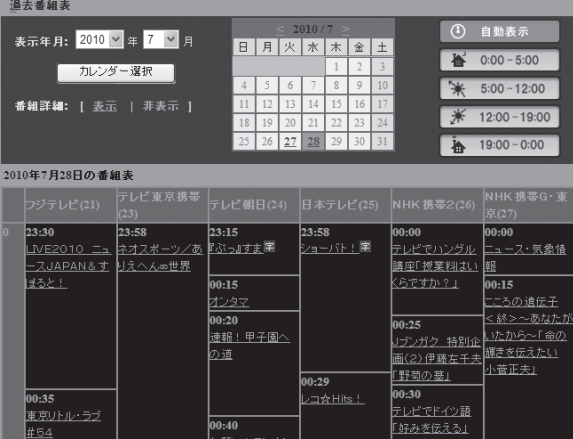 過去番組表
表示年月: 2010 年 7 月
カレンダー選択
番組詳細: [ 表示 | 非表示 ]
≤ 2010 / 7 ≥
日 月 火 水 木 金 土
1 2 3
4 5 6 7 8 9 10
11 12 13 14 15 16 17
18 19 20 21 22 23 24
25 26 27 28 29 30 31
自動表示
0:00 - 5:00
5:00 - 12:00
12:00 - 19:00
19:00 - 0:00
2010年7月28日の番組表
フジテレビ(21)
テレビ東京携帯
(23)
テレビ朝日(24)
日本テレビ(25)
NHK携帯2(26)
NHK携帯G・東
京(27)
0
23:30
LIVE2010 ニュ
ースJAPAN&す
ぽると!
00:35
東京リトル・ラブ
#54
23:58
ネオスポーツ/あ
りえへん∞世界
23:15
『ぷっ』すま 字
00:15
オンタマ
00:20
速報!甲子園へ
の道
00:40
23:58
ショーバト! 字
00:29
レコ☆Hits!
00:00
テレビでハングル
講座「授業料はい
くらですか?」
00:25
Jブンガク 特別企
画(2)伊藤左千夫
「野菊の墓」
00:30
テレビでドイツ語
「好みを伝える」
00:00
ニュース・気象情
報
00:15
こころの遺伝子
<終>~あなたが
いたから~「命の
輝きを伝えたい
小菅正夫」